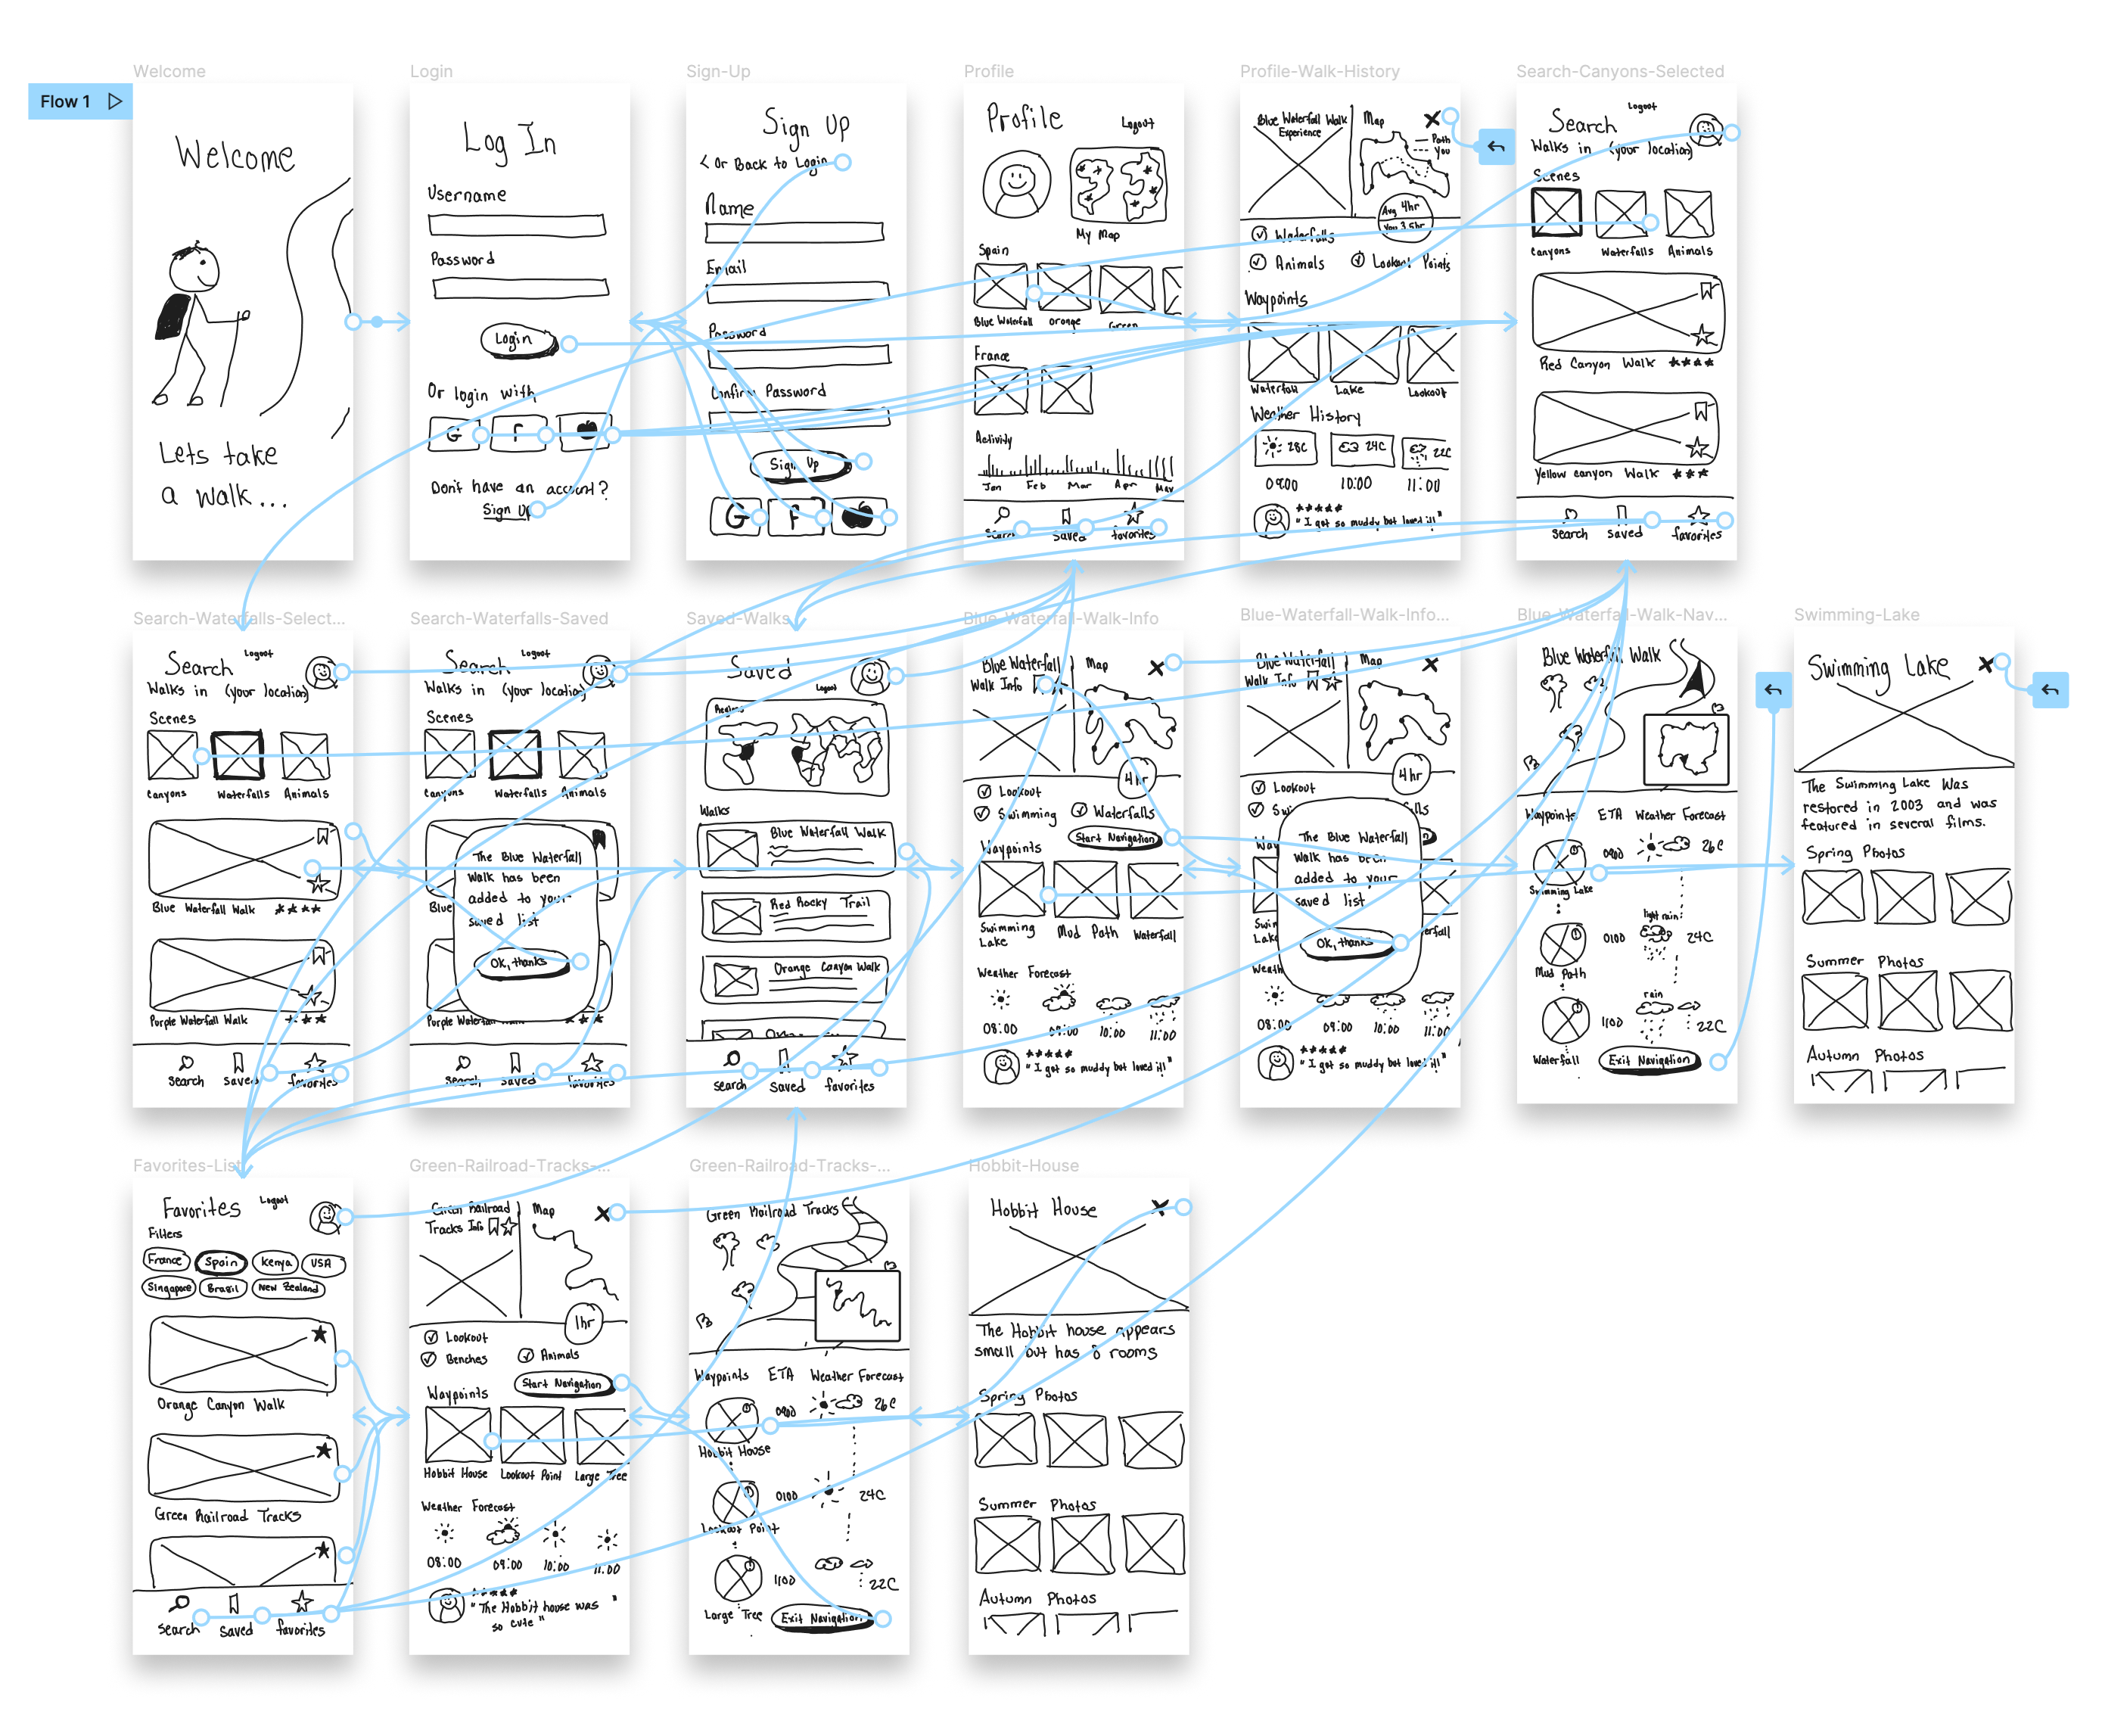 Welcome
Login
Sign-Up
Profile
Profile-Walk-History
Search-Canyons-Selected
Flow 1
Welcome
Lets take
a walk...
Log In
Username
Password
Login
Or login with
G
f
Don't have an account?
Sign Up
Sign Up
< Or Back to Login
Name
Email
Password
Confirm Password
Sign Up
G
f
Profile
Logout
My Map
Spain
Blue Waterfall
Orange
Green
France
Activity
Jan Feb Mar Apr May
Search
Saved
favorites
Blue Waterfall Walk
Experience
Map
Path
You
Avg 4hr
You 3.5hr
Waterfalls
Animals
Lookout Points
Waypoints
Waterfall
Lake
Lookout
Weather History
28C
24C
22C
09:00
10:00
11:00
"I got so muddy but loved it!"
Logout
Search
Walks in (your location)
Scenes
Canyons
Waterfalls
Animals
Red Canyon Walk
Yellow Canyon Walk
Search
Saved
favorites
Search-Waterfalls-Select...
Search-Waterfalls-Saved
Saved-Walks
Blue-Waterfall-Walk-Info
Blue-Waterfall-Walk-Info...
Blue-Waterfall-Walk-Nav...
Swimming-Lake
Logout
Search
Walks in (your location)
Scenes
Canyons
Waterfalls
Animals
Blue Waterfall Walk
Purple Waterfall Walk
Search
Saved
favorites
Logout
Search
Walks in (your location)
Scenes
Canyons
Waterfalls
Animals
The Blue Waterfall
Walk has been
added to your
saved list
Ok, thanks
Blue
Purple Waterfall Walk
Search
Saved
favorites
Saved
Logout
Regions
Walks
Blue Waterfall Walk
Red Rocky Trail
Orange Canyon Walk
search
saved
favorites
Blue Waterfall
Walk Info
Map
4hr
Lookout
Swimming
Waterfalls
Start Navigation
Waypoints
Swimming
Lake
Mud Path
Waterfall
Weather Forecast
08:00
09:00
10:00
11:00
"I got so muddy but loved it!"
Blue Waterfall
Walk Info
Map
4hr
Lookout
Swi
lls
Way
The Blue Waterfall
Walk has been
added to your
saved list
Ok, thanks
Swim
Lake
erfall
Weath
08:00
09:00
10:00
11:00
"I got so muddy but loved it!"
Blue Waterfall Walk
Waypoints
ETA
Weather Forecast
0900
26C
Swimming Lake
light rain
0100
24C
Mud Path
rain
1100
22C
Waterfall
Exit Navigation
Swimming Lake
The Swimming Lake Was
restored in 2003 and was
featured in several films.
Spring Photos
Summer Photos
Autumn Photos
Favorites-List
Green-Railroad-Tracks-...
Green-Railroad-Tracks-...
Hobbit-House
Favorites
Logout
Filters
France
Spain
Kenya
USA
Singapore
Brasil
New Zealand
Orange Canyon Walk
Green Railroad Tracks
search
saved
favorites
Green Railroad
Tracks Info
Map
1hr
Lookout
Benches
Animals
Start Navigation
Waypoints
Hobbit House
Lookout Point
Large Tree
Weather Forecast
08:00
09:00
10:00
11:00
"The Hobbit house was
so cute"
Green Railroad Tracks
Waypoints
ETA
Weather Forecast
0900
26C
Hobbit House
0100
24C
Lookout Point
1100
22C
Large Tree
Exit Navigation
Hobbit House
The Hobbit house appears
small but has 8 rooms
Spring Photos
Summer Photos
Autumn Photos